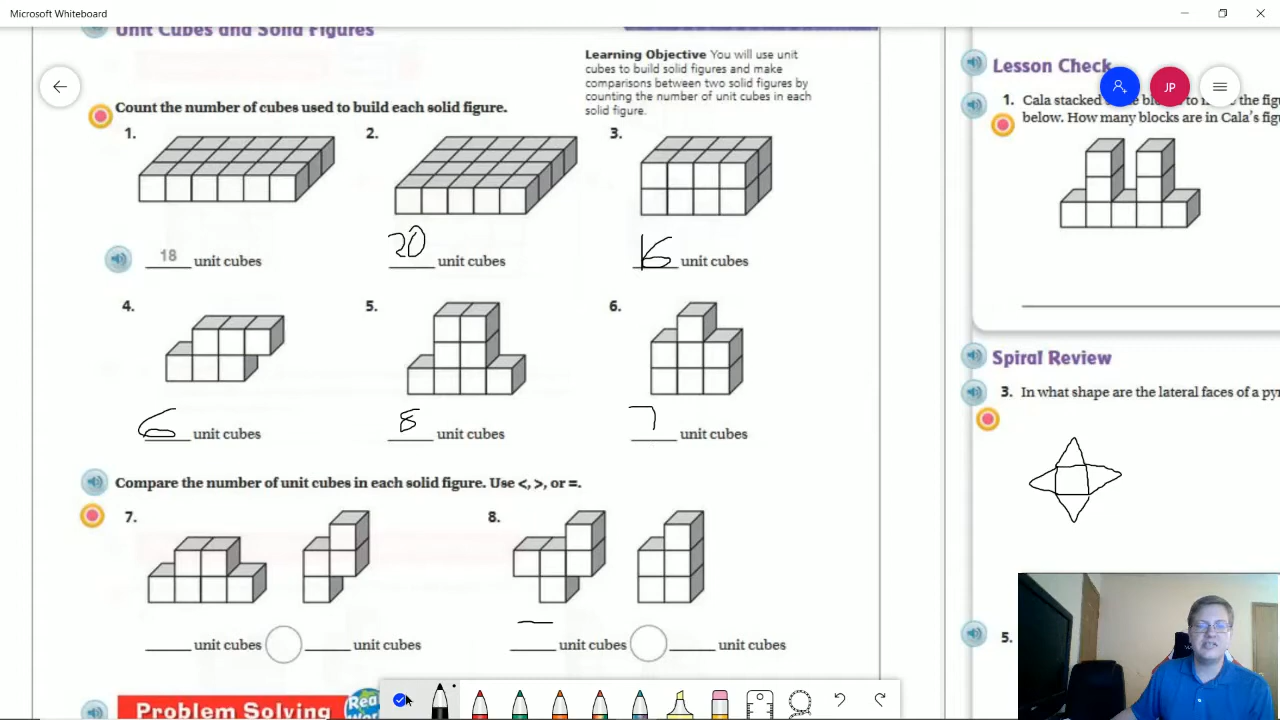 Microsoft Whiteboard
Unit Cubes and Solid Figures
Learning Objective You will use unit
cubes to build solid figures and make
comparisons between two solid figures by
counting the number of unit cubes in each
solid figure.
Count the number of cubes used to build each solid figure.
1. 2. 3.
18 unit cubes 20 unit cubes 16 unit cubes
4. 5. 6.
6 unit cubes 8 unit cubes 7 unit cubes
Compare the number of unit cubes in each solid figure. Use <, >, or =.
7. 8.
unit cubes unit cubes unit cubes unit cubes
Problem Solving Rea
JP
Lesson Check
1. Cala stacked the figu
below. How many blocks are in Cala's figu
Spiral Review
3. In what shape are the lateral faces of a py
5.